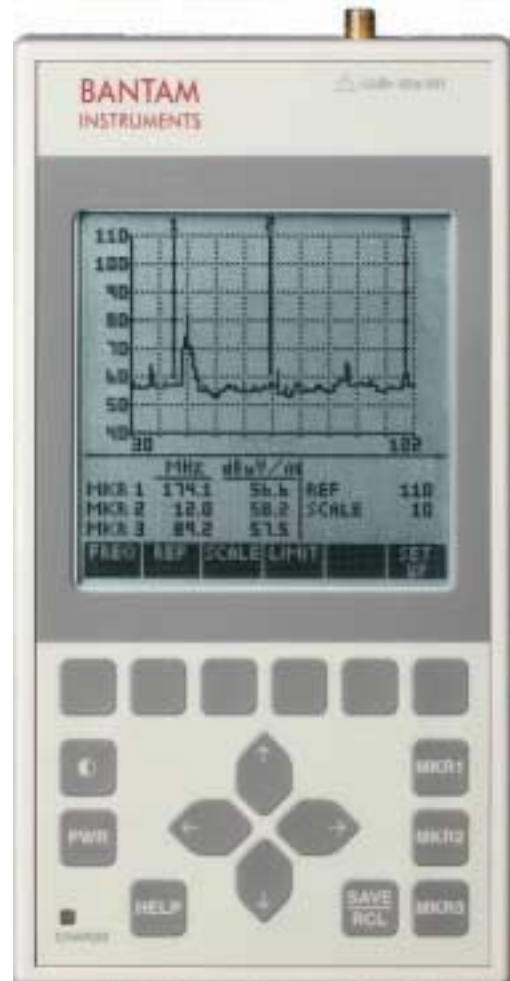 BANTAM
INSTRUMENTS
110
100
90
80
70
60
50
40
30 122
MHz dBuV/m
MKR 1 174.1 56.6 REF 110
MKR 2 12.0 58.2 SCALE 10
MKR 3 89.2 57.5
FREQ REF SCALE LIMIT SET
UP
MKR1
PWR MKR2
HELP SAVE
RCL MKR3
CHARGE